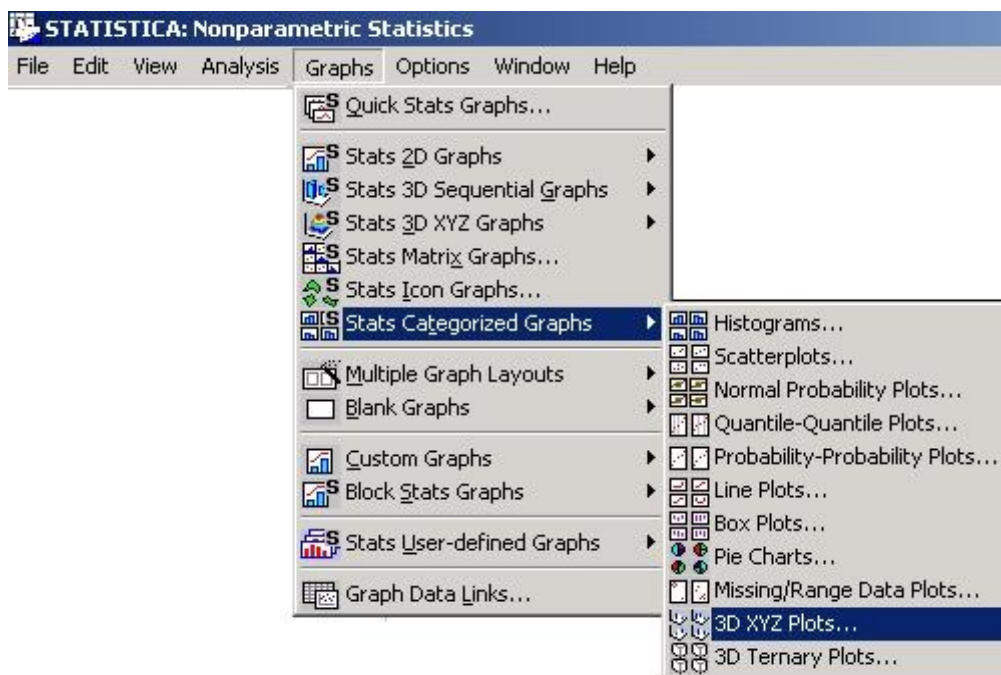 STATISTICA: Nonparametric Statistics
File Edit View Analysis Graphs Options Window Help
Quick Stats Graphs...
Stats 2D Graphs
Stats 3D Sequential Graphs
Stats 3D XYZ Graphs
Stats Matrix Graphs...
Stats Icon Graphs...
Stats Categorized Graphs
Multiple Graph Layouts
Blank Graphs
Custom Graphs
Block Stats Graphs
Stats User-defined Graphs
Graph Data Links...
Histograms...
Scatterplots...
Normal Probability Plots...
Quantile-Quantile Plots...
Probability-Probability Plots...
Line Plots...
Box Plots...
Pie Charts...
Missing/Range Data Plots...
3D XYZ Plots...
3D Ternary Plots...